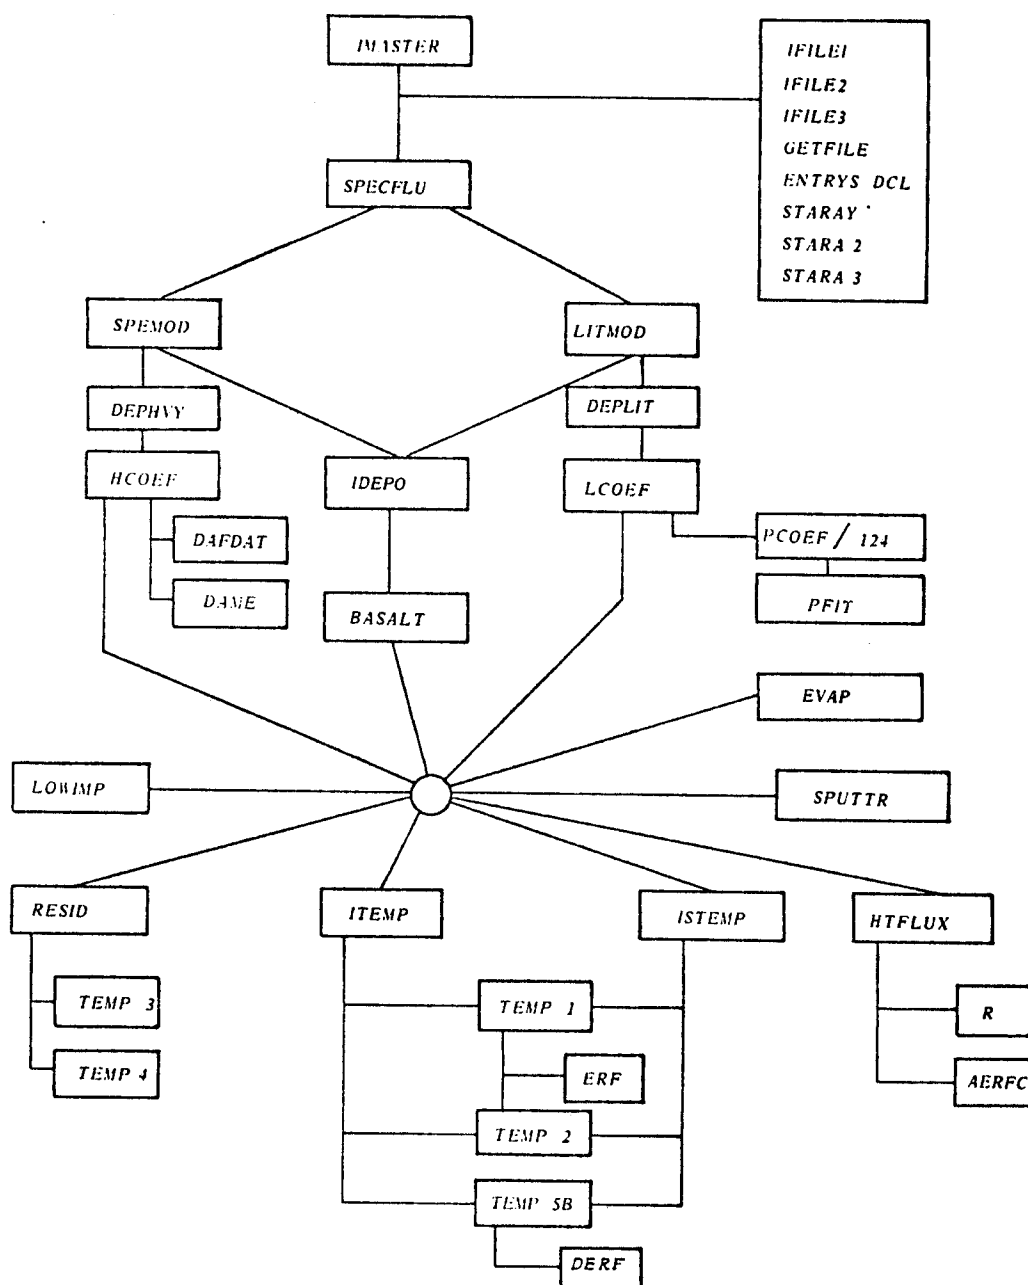 IMASTER
IFILE1
IFILE2
IFILE3
GETFILE
ENTRYS DCL
STARAY
STARA 2
STARA 3
SPECFLU
SPEMOD
LITMOD
DEPHVY
DEPLIT
HCOEF
IDEPO
LCOEF
DAFDAT
PCOEF / 124
DAME
BASALT
PFIT
EVAP
LOWIMP
SPUTTR
RESID
ITEMP
ISTEMP
HTFLUX
TEMP 3
TEMP 1
R
TEMP 4
ERF
AERFC
TEMP 2
TEMP 5B
DERF